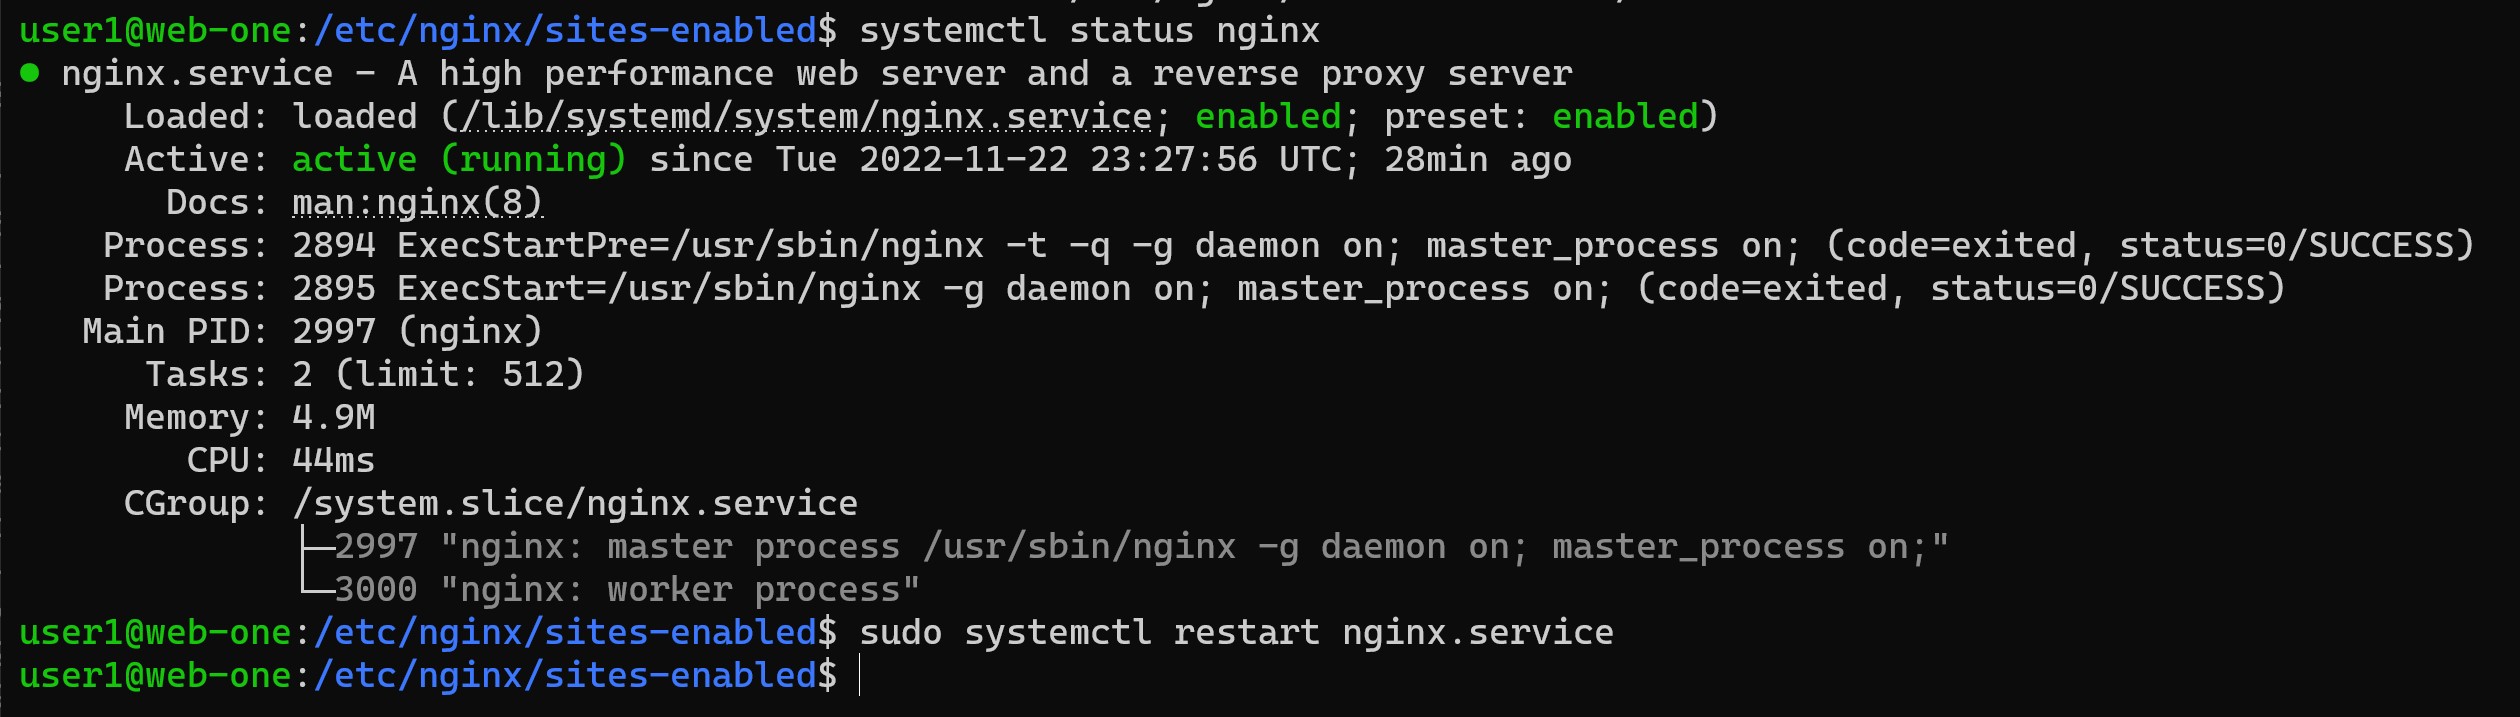 user1@web-one:/etc/nginx/sites-enabled$ systemctl status nginx
● nginx.service - A high performance web server and a reverse proxy server
Loaded: loaded (/lib/systemd/system/nginx.service; enabled; preset: enabled)
Active: active (running) since Tue 2022-11-22 23:27:56 UTC; 28min ago
Docs: man:nginx(8)
Process: 2894 ExecStartPre=/usr/sbin/nginx -t -q -g daemon on; master_process on; (code=exited, status=0/SUCCESS)
Process: 2895 ExecStart=/usr/sbin/nginx -g daemon on; master_process on; (code=exited, status=0/SUCCESS)
Main PID: 2997 (nginx)
Tasks: 2 (limit: 512)
Memory: 4.9M
CPU: 44ms
CGroup: /system.slice/nginx.service
├─2997 "nginx: master process /usr/sbin/nginx -g daemon on; master_process on;"
└─3000 "nginx: worker process"
user1@web-one:/etc/nginx/sites-enabled$ sudo systemctl restart nginx.service
user1@web-one:/etc/nginx/sites-enabled$